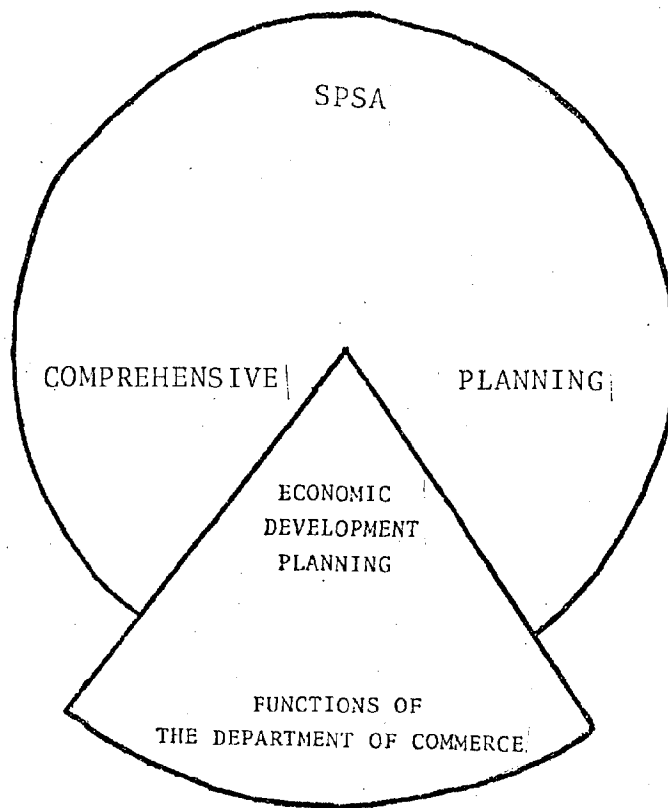 SPSA
COMPREHENSIVE PLANNING
ECONOMIC
DEVELOPMENT
PLANNING
FUNCTIONS OF
THE DEPARTMENT OF COMMERCE